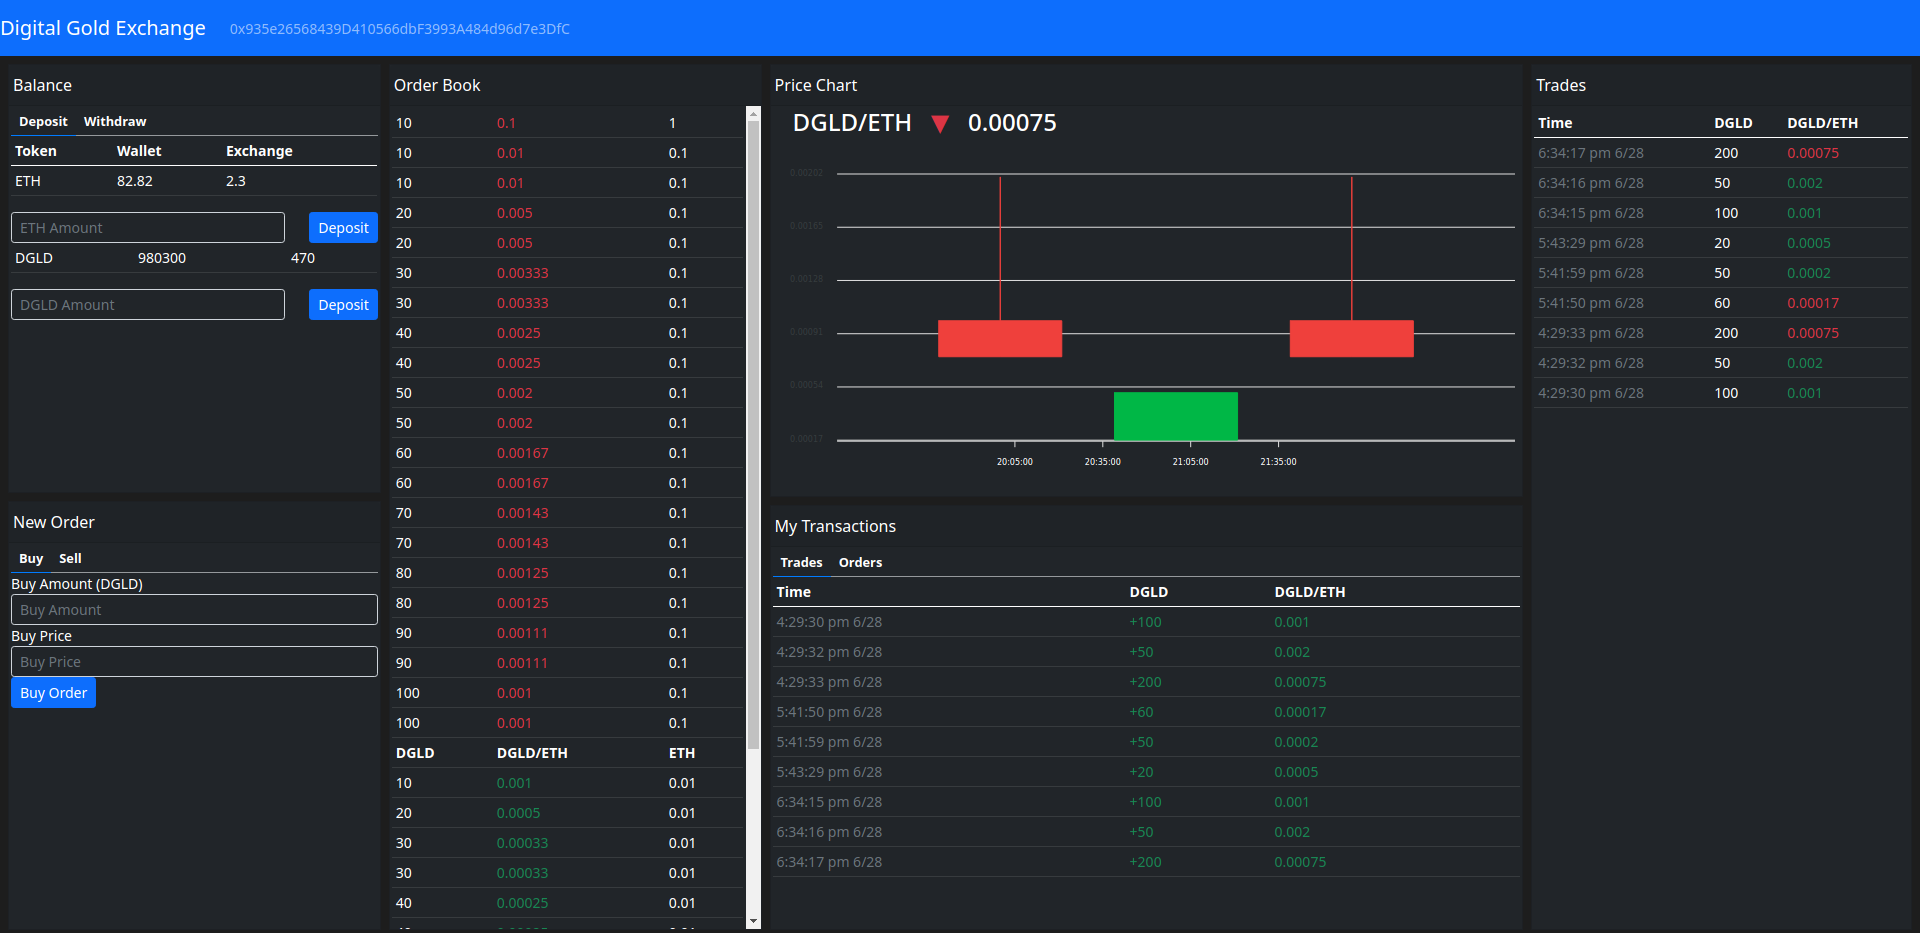 Digital Gold Exchange 0x935e26568439D410566dbF3993A484d96d7e3DfC
Balance
Deposit Withdraw
Token Wallet Exchange
ETH 82.82 2.3
ETH Amount Deposit
DGLD 980300 470
DGLD Amount Deposit
New Order
Buy Sell
Buy Amount (DGLD)
Buy Amount
Buy Price
Buy Price
Buy Order
Order Book
10 0.1 1
10 0.01 0.1
10 0.01 0.1
20 0.005 0.1
20 0.005 0.1
30 0.00333 0.1
30 0.00333 0.1
40 0.0025 0.1
40 0.0025 0.1
50 0.002 0.1
50 0.002 0.1
60 0.00167 0.1
60 0.00167 0.1
70 0.00143 0.1
70 0.00143 0.1
80 0.00125 0.1
80 0.00125 0.1
90 0.00111 0.1
90 0.00111 0.1
100 0.001 0.1
100 0.001 0.1
DGLD DGLD/ETH ETH
10 0.001 0.01
20 0.0005 0.01
30 0.00033 0.01
30 0.00033 0.01
40 0.00025 0.01
Price Chart
DGLD/ETH ▼ 0.00075
0.00202
0.00165
0.00128
0.00091
0.00054
0.00017
20:05:00 20:35:00 21:05:00 21:35:00
My Transactions
Trades Orders
Time DGLD DGLD/ETH
4:29:30 pm 6/28 +100 0.001
4:29:32 pm 6/28 +50 0.002
4:29:33 pm 6/28 +200 0.00075
5:41:50 pm 6/28 +60 0.00017
5:41:59 pm 6/28 +50 0.0002
5:43:29 pm 6/28 +20 0.0005
6:34:15 pm 6/28 +100 0.001
6:34:16 pm 6/28 +50 0.002
6:34:17 pm 6/28 +200 0.00075
Trades
Time DGLD DGLD/ETH
6:34:17 pm 6/28 200 0.00075
6:34:16 pm 6/28 50 0.002
6:34:15 pm 6/28 100 0.001
5:43:29 pm 6/28 20 0.0005
5:41:59 pm 6/28 50 0.0002
5:41:50 pm 6/28 60 0.00017
4:29:33 pm 6/28 200 0.00075
4:29:32 pm 6/28 50 0.002
4:29:30 pm 6/28 100 0.001